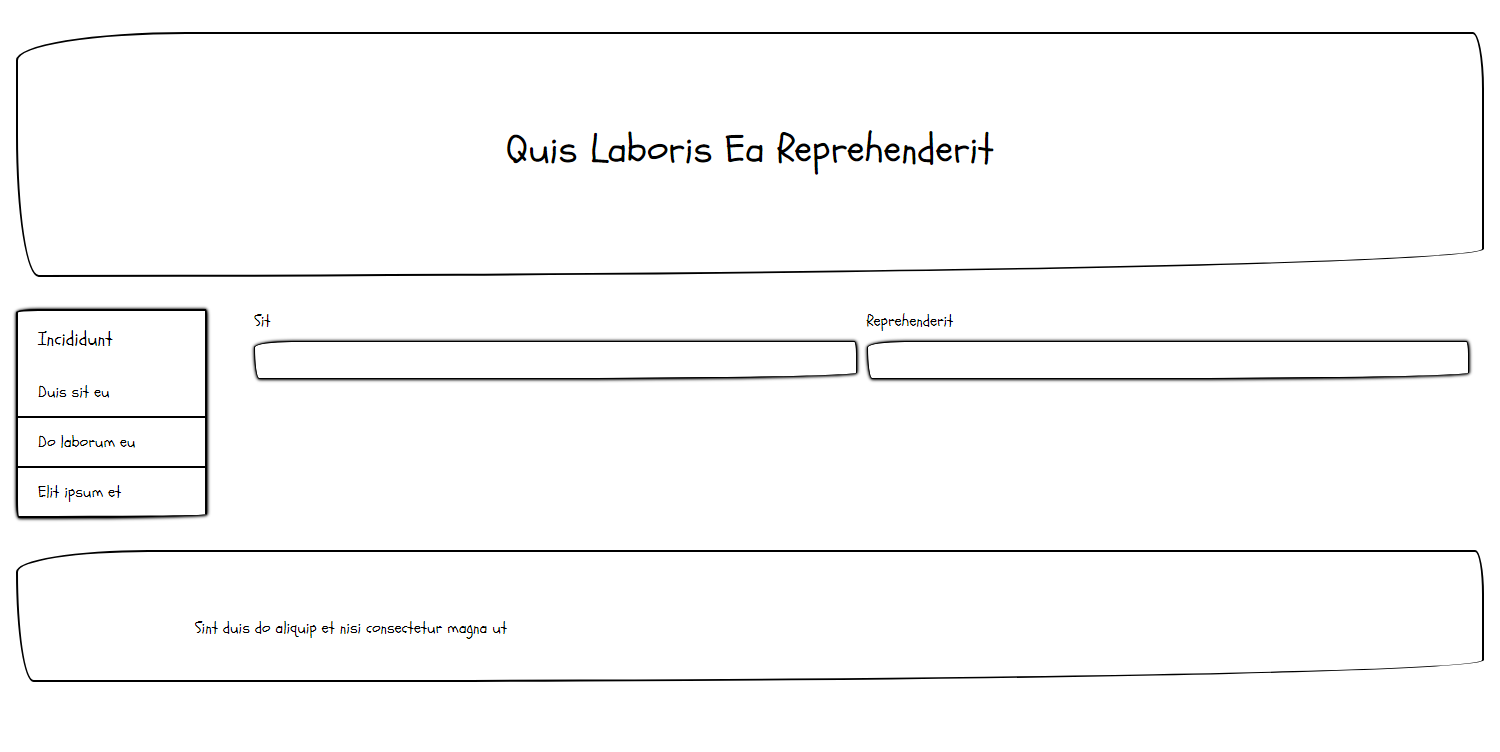 Quis Laboris Ea Reprehenderit
Incididunt
Duis sit eu
Do laborum eu
Elit ipsum et
Sit
Reprehenderit
Sint duis do aliquip et nisi consectetur magna ut